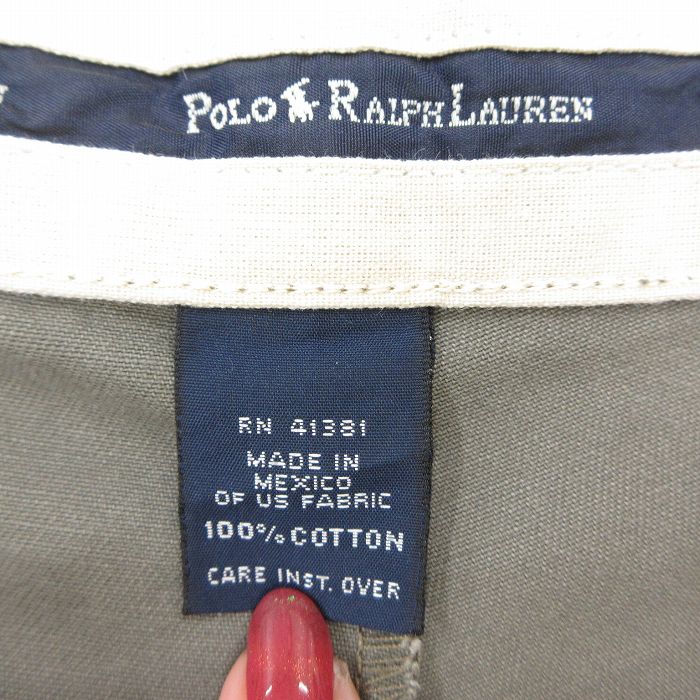 POLO RALPH LAUREN
RN 41381
MADE IN
MEXICO
OF US FABRIC
100% COTTON
CARE INST. OVER